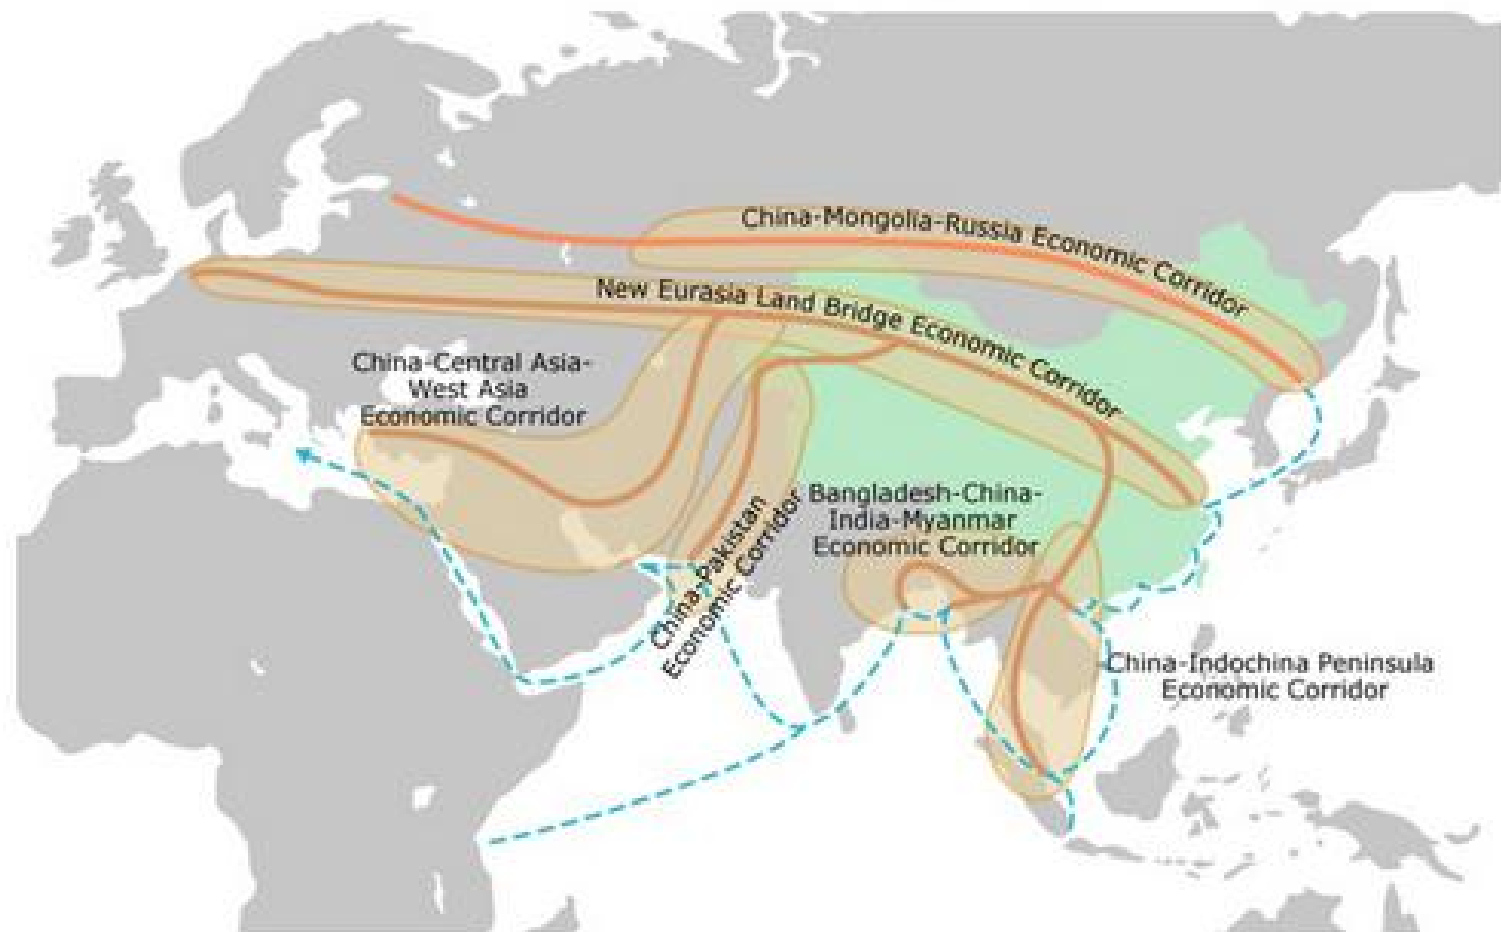 China-Mongolia-Russia Economic Corridor
New Eurasia Land Bridge Economic Corridor
China-Central Asia-
West Asia
Economic Corridor
China-Pakistan
Economic Corridor
Bangladesh-China-
India-Myanmar
Economic Corridor
China-Indochina Peninsula
Economic Corridor